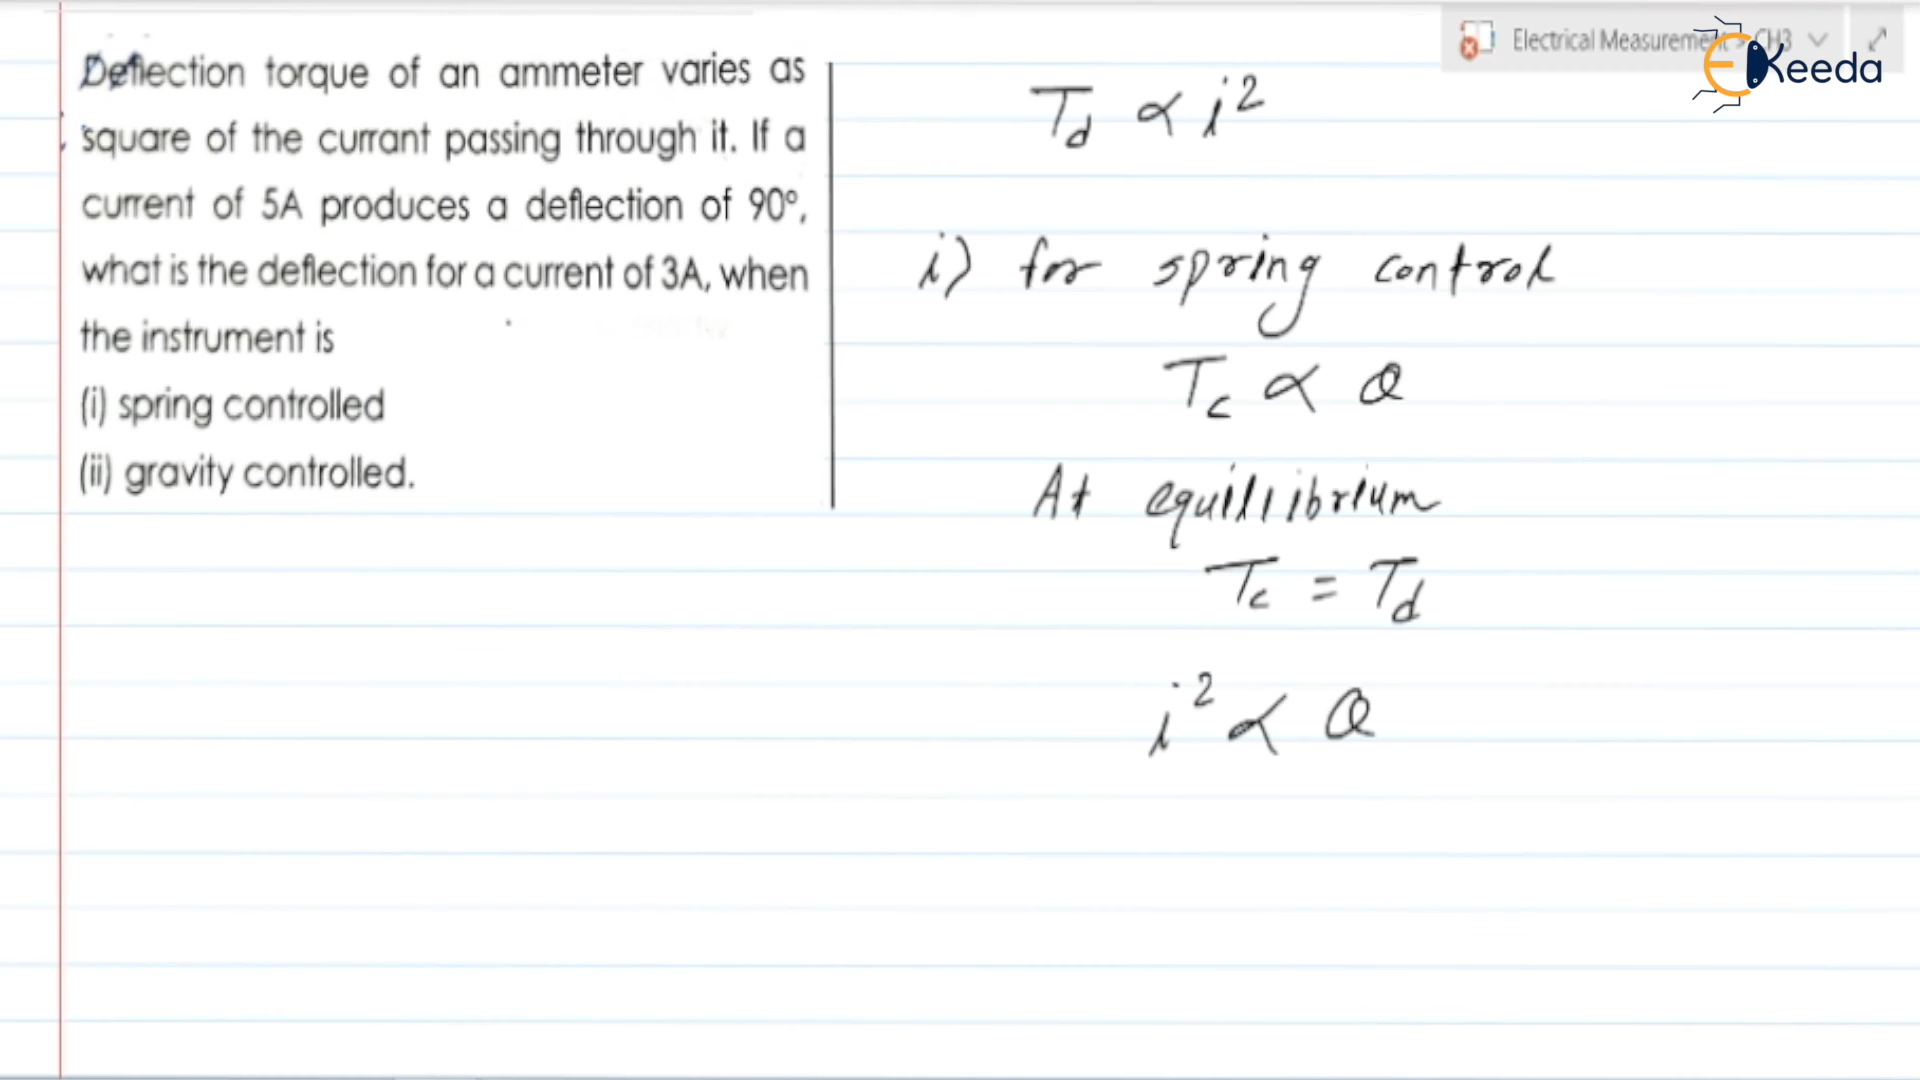 Electrical Measurement > CH3
EKeeda
Deflection torque of an ammeter varies as
square of the currant passing through it. If a
current of 5A produces a deflection of 90°,
what is the deflection for a current of 3A, when
the instrument is
(i) spring controlled
(ii) gravity controlled.
Td ∝ i²
i) for spring control
Tc ∝ θ
At equilibrium
Tc = Td
i² ∝ θ